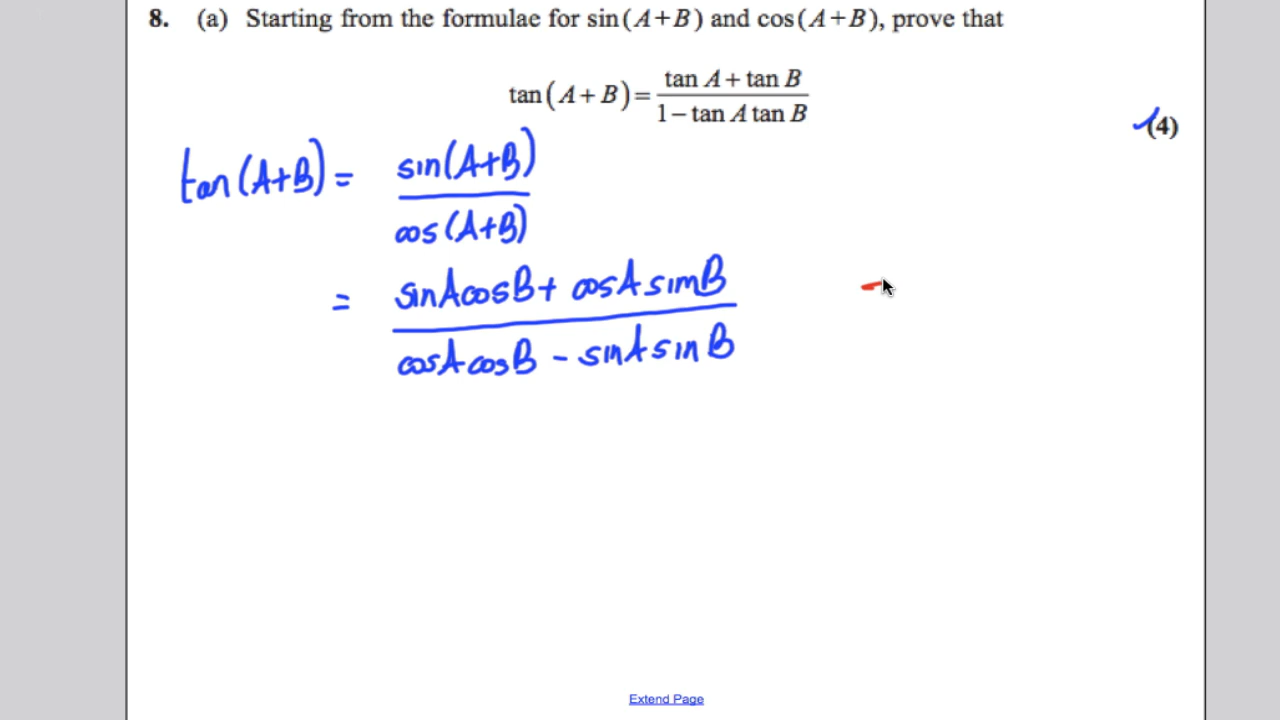 8. (a) Starting from the formulae for sin(A+B) and cos(A+B), prove that
tan(A+B)= tan A + tan B / 1 − tan A tan B
(4)
tan(A+B) = sin(A+B) / cos(A+B)
= sinAcosB + cosAsinB / cosAcosB - sinAsinB
Extend Page